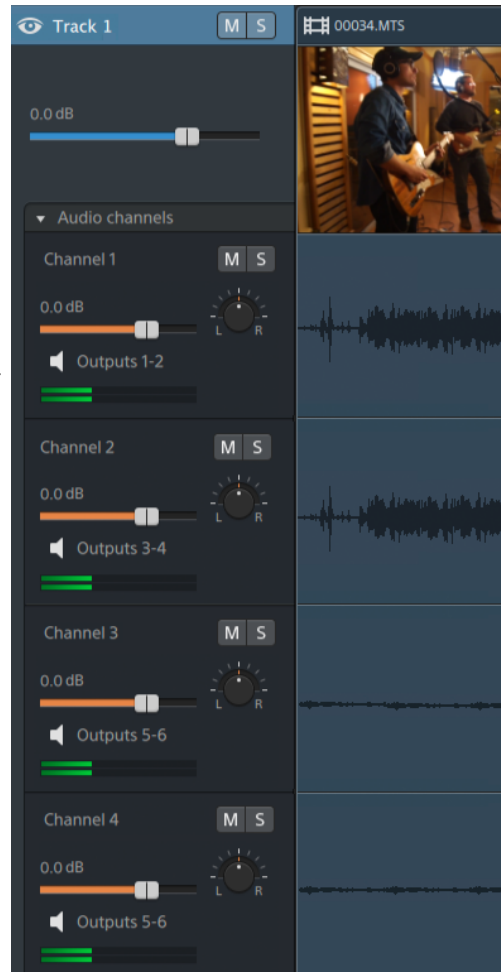 Track 1 M S 00034.MTS
0.0 dB
Audio channels
Channel 1 M S
0.0 dB
L R
Outputs 1-2
Channel 2 M S
0.0 dB
L R
Outputs 3-4
Channel 3 M S
0.0 dB
L R
Outputs 5-6
Channel 4 M S
0.0 dB
L R
Outputs 5-6